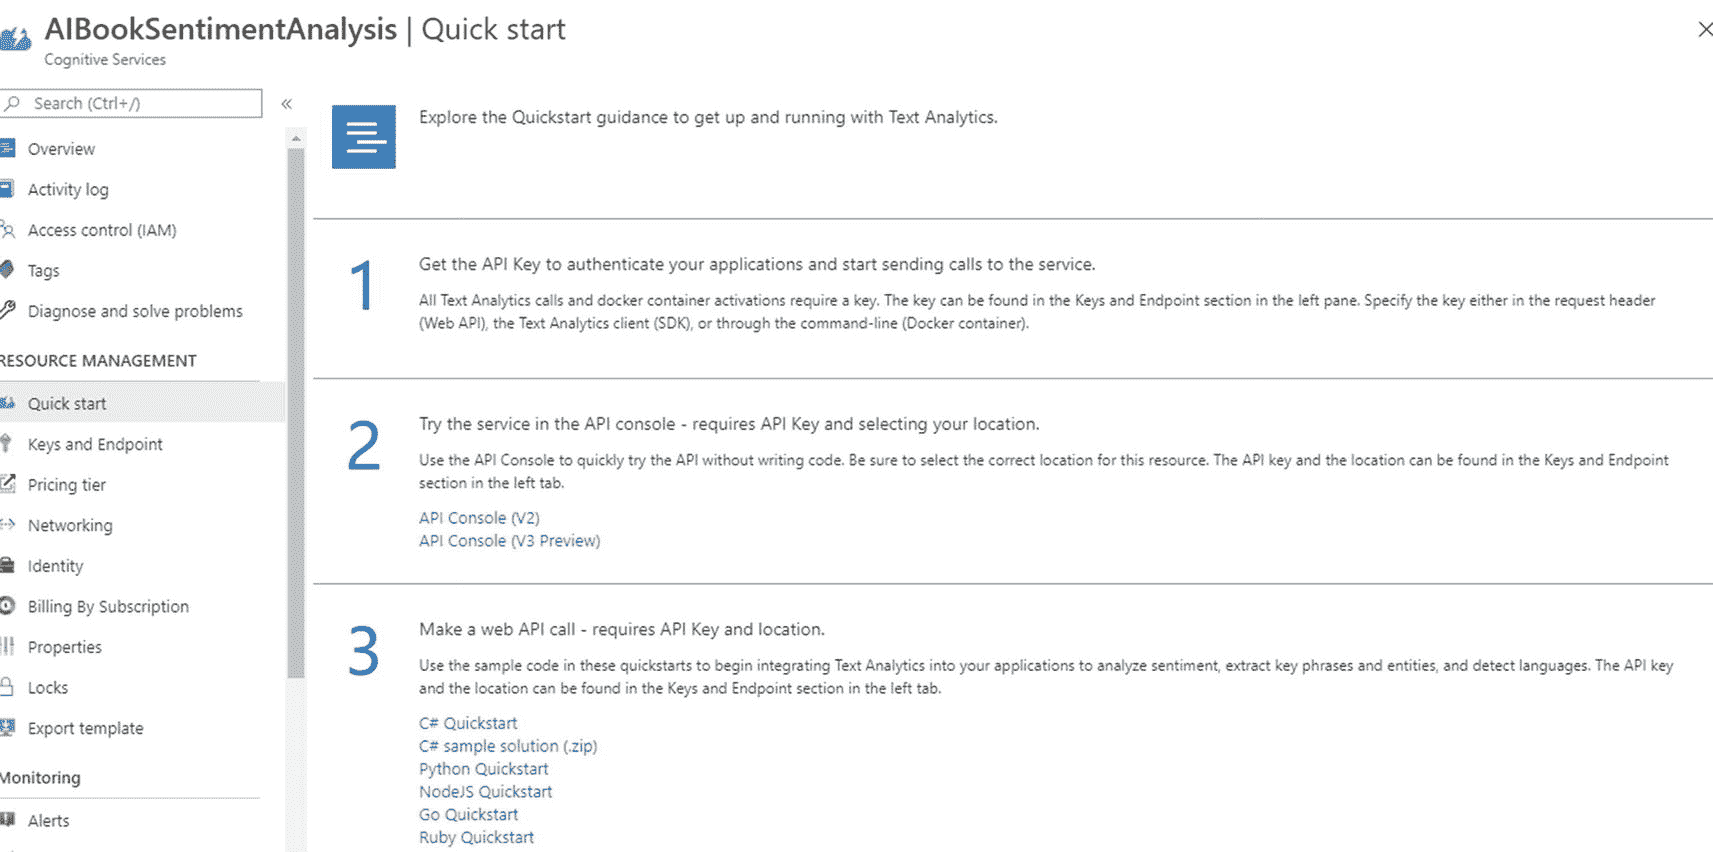 AIBookSentimentAnalysis | Quick start
Cognitive Services
Search (Ctrl+/)
«
Overview
Activity log
Access control (IAM)
Tags
Diagnose and solve problems
RESOURCE MANAGEMENT
Quick start
Keys and Endpoint
Pricing tier
Networking
Identity
Billing By Subscription
Properties
Locks
Export template
Monitoring
Alerts
Explore the Quickstart guidance to get up and running with Text Analytics.
1
Get the API Key to authenticate your applications and start sending calls to the service.
All Text Analytics calls and docker container activations require a key. The key can be found in the Keys and Endpoint section in the left pane. Specify the key either in the request header
(Web API), the Text Analytics client (SDK), or through the command-line (Docker container).
2
Try the service in the API console - requires API Key and selecting your location.
Use the API Console to quickly try the API without writing code. Be sure to select the correct location for this resource. The API key and the location can be found in the Keys and Endpoint
section in the left tab.
API Console (V2)
API Console (V3 Preview)
3
Make a web API call - requires API Key and location.
Use the sample code in these quickstarts to begin integrating Text Analytics into your applications to analyze sentiment, extract key phrases and entities, and detect languages. The API key
and the location can be found in the Keys and Endpoint section in the left tab.
C# Quickstart
C# sample solution (.zip)
Python Quickstart
NodeJS Quickstart
Go Quickstart
Ruby Quickstart